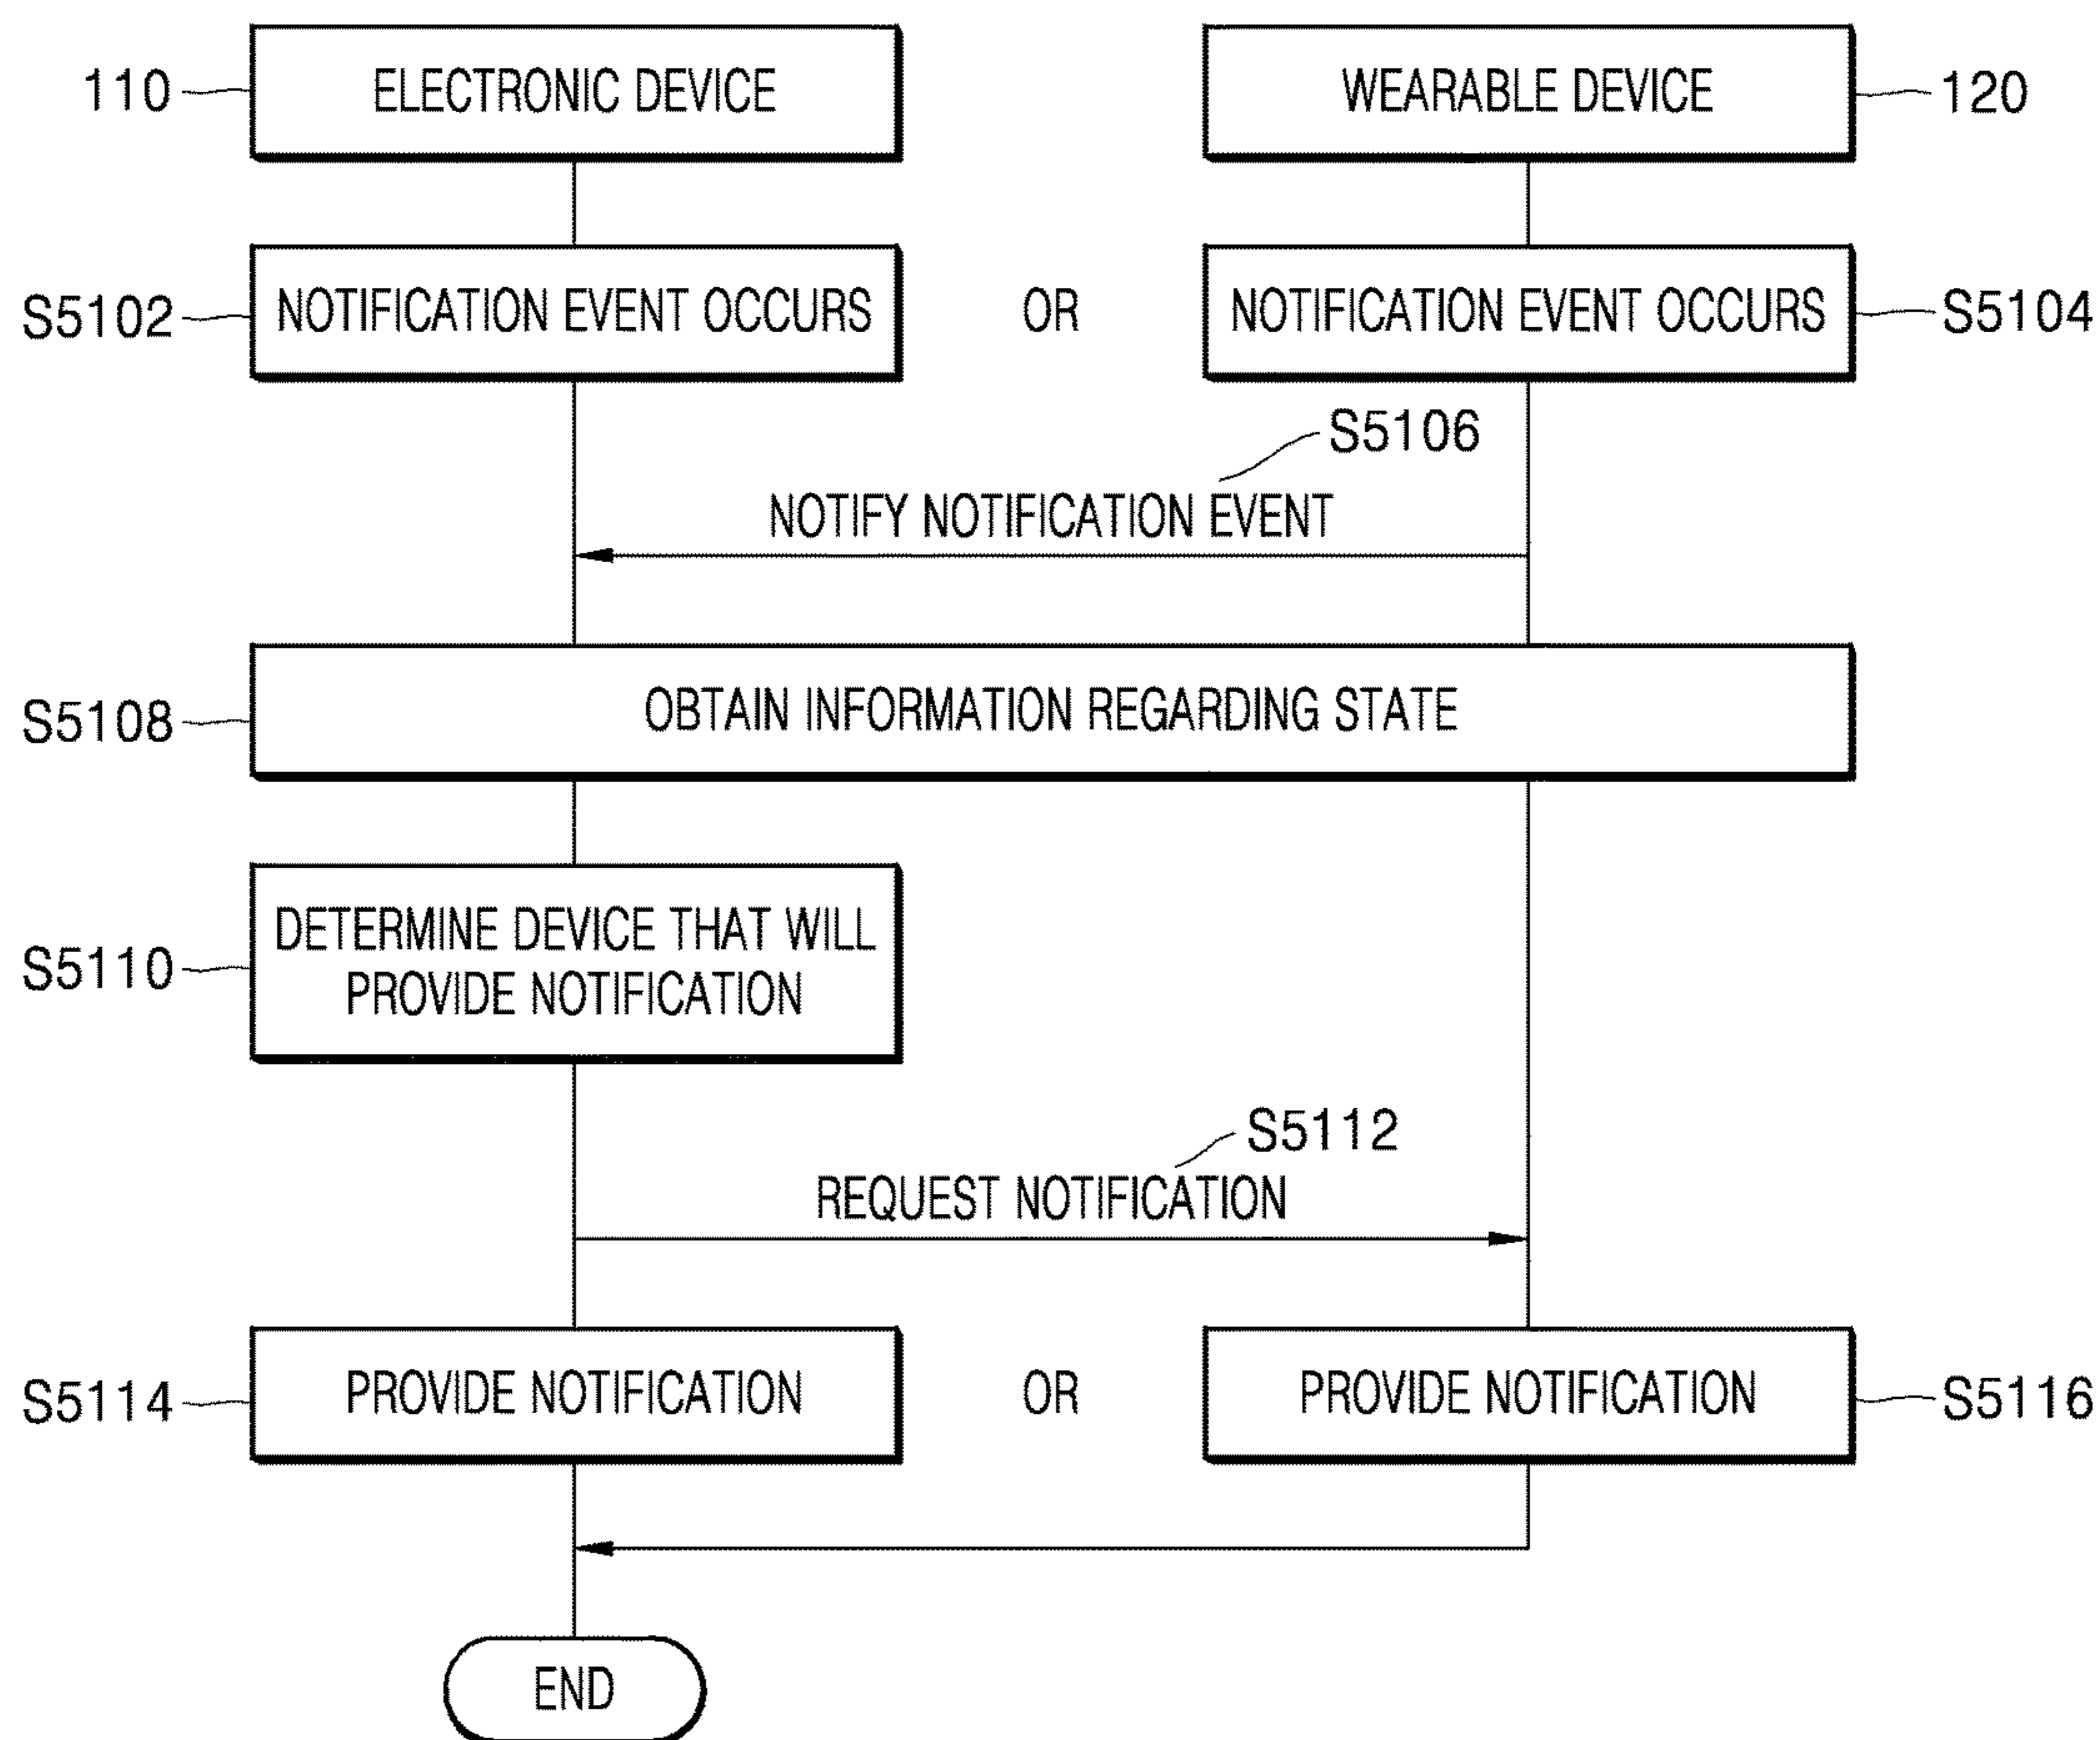 110 ELECTRONIC DEVICE WEARABLE DEVICE 120
S5102 NOTIFICATION EVENT OCCURS OR NOTIFICATION EVENT OCCURS S5104
S5106
NOTIFY NOTIFICATION EVENT
S5108 OBTAIN INFORMATION REGARDING STATE
S5110 DETERMINE DEVICE THAT WILL
PROVIDE NOTIFICATION
S5112
REQUEST NOTIFICATION
S5114 PROVIDE NOTIFICATION OR PROVIDE NOTIFICATION S5116
END